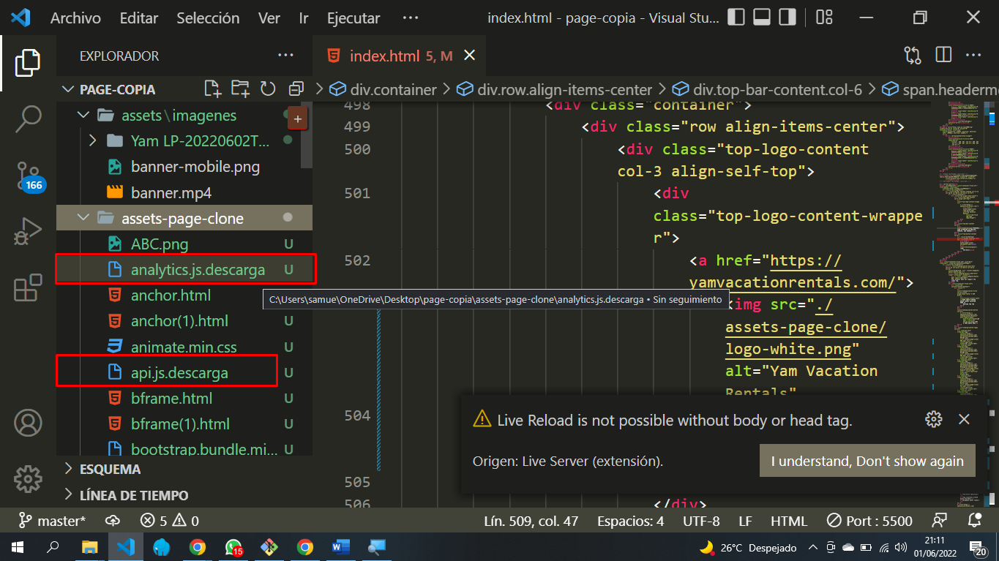 Archivo Editar Selección Ver Ir Ejecutar ··· index.html - page-copia - Visual Stu...
EXPLORADOR ···
PAGE-COPIA
assets\imagenes
+
Yam LP-20220602T...
banner-mobile.png
banner.mp4
assets-page-clone
ABC.png U
analytics.js.descarga U
anchor.html
anchor(1).html U
animate.min.css U
api.js.descarga U
bframe.html U
bframe(1).html U
bootstrap.bundle.mi... U
ESQUEMA
LÍNEA DE TIEMPO
166
index.html 5, M
div.container > div.row.align-items-center > div.top-bar-content.col-6 > span.headerm
498 <div class="container">
499 <div class="row align-items-center">
500 <div class="top-logo-content
col-3 align-self-top">
501 <div
class="top-logo-content-wrappe
r">
502 <a href="https://
yamvacationrentals.com/">
C:\Users\samue\OneDrive\Desktop\page-copia\assets-page-clone\analytics.js.descarga • Sin seguimiento
<img src="./
assets-page-clone/
logo-white.png"
alt="Yam Vacation
Rentals"
504
505
506 </div>
Live Reload is not possible without body or head tag.
Origen: Live Server (extensión).
I understand, Don't show again
master* 5 0 Lín. 509, col. 47 Espacios: 4 UTF-8 LF HTML Port : 5500
15
26°C Despejado
21:11
01/06/2022
20